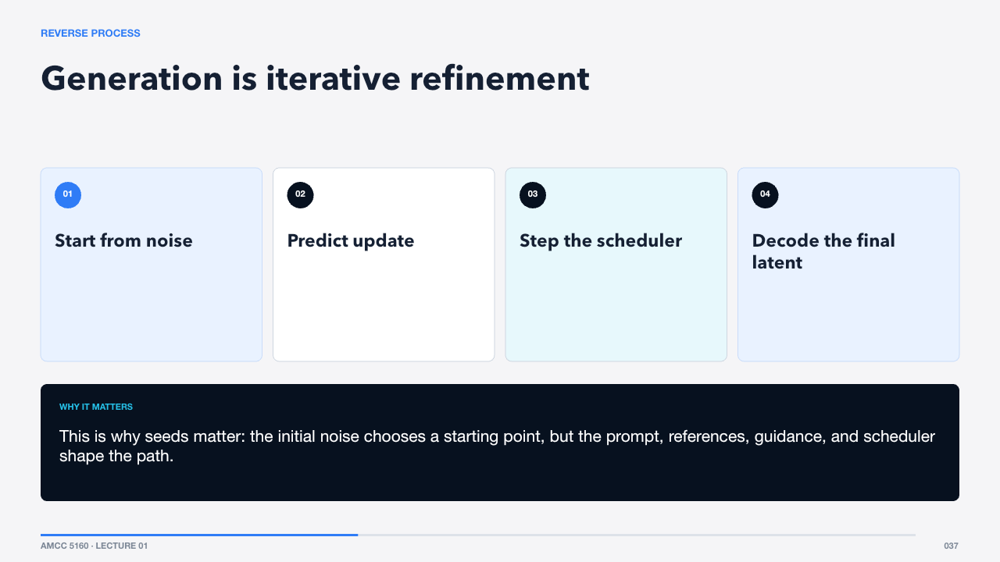 REVERSE PROCESS
Generation is iterative refinement
01
Start from noise
02
Predict update
03
Step the scheduler
04
Decode the final
latent
WHY IT MATTERS
This is why seeds matter: the initial noise chooses a starting point, but the prompt, references, guidance, and scheduler
shape the path.
AMCC 5160 · LECTURE 01
037